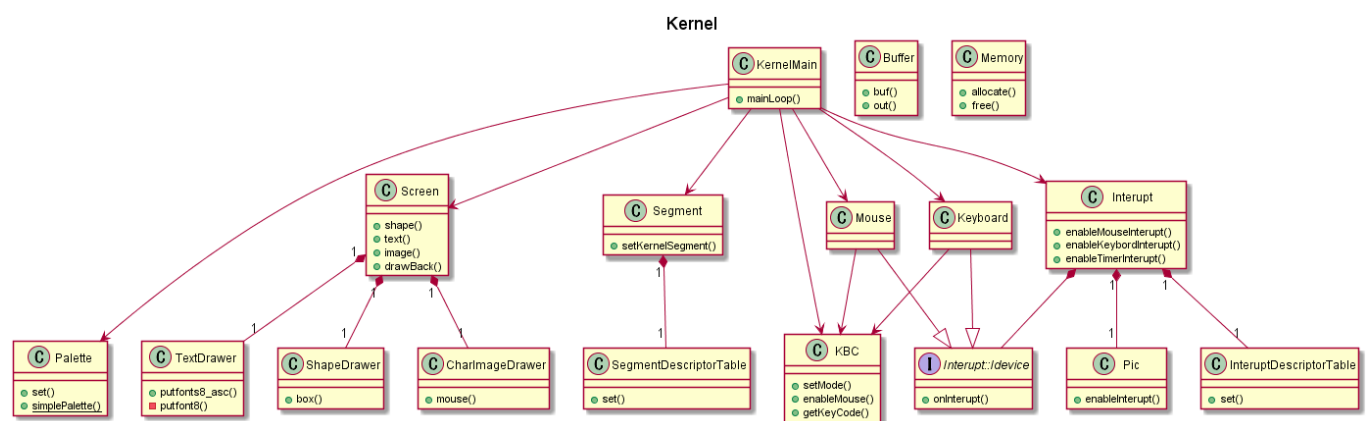 Kernel
C KernelMain
mainLoop()
C Buffer
buf()
out()
C Memory
allocate()
free()
C Screen
shape()
text()
image()
drawBack()
1
1
1
C Segment
setKernelSegment()
1
C Mouse
C Keyboard
C Interupt
enableMouseInterupt()
enableKeybordInterupt()
enableTimerInterupt()
1
1
C Palette
set()
simplePalette()
1
C TextDrawer
putfonts8_asc()
putfont8()
1
C ShapeDrawer
box()
1
C CharImageDrawer
mouse()
1
C SegmentDescriptorTable
set()
C KBC
setMode()
enableMouse()
getKeyCode()
I Interupt::Idevice
onInterupt()
1
C Pic
enableInterupt()
1
C InteruptDescriptorTable
set()